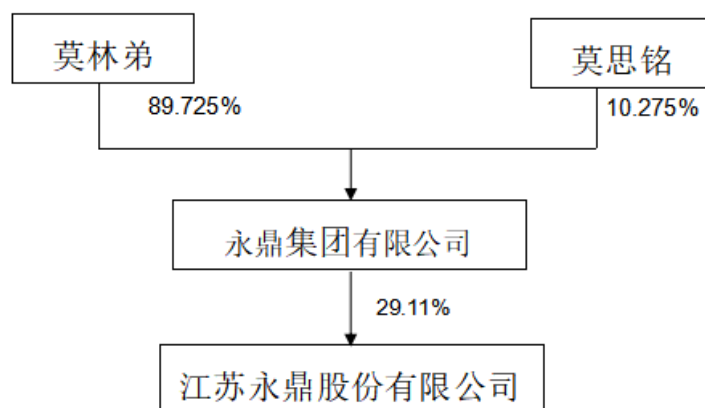 莫林弟
莫思铭
89.725%
10.275%
永鼎集团有限公司
29.11%
江苏永鼎股份有限公司